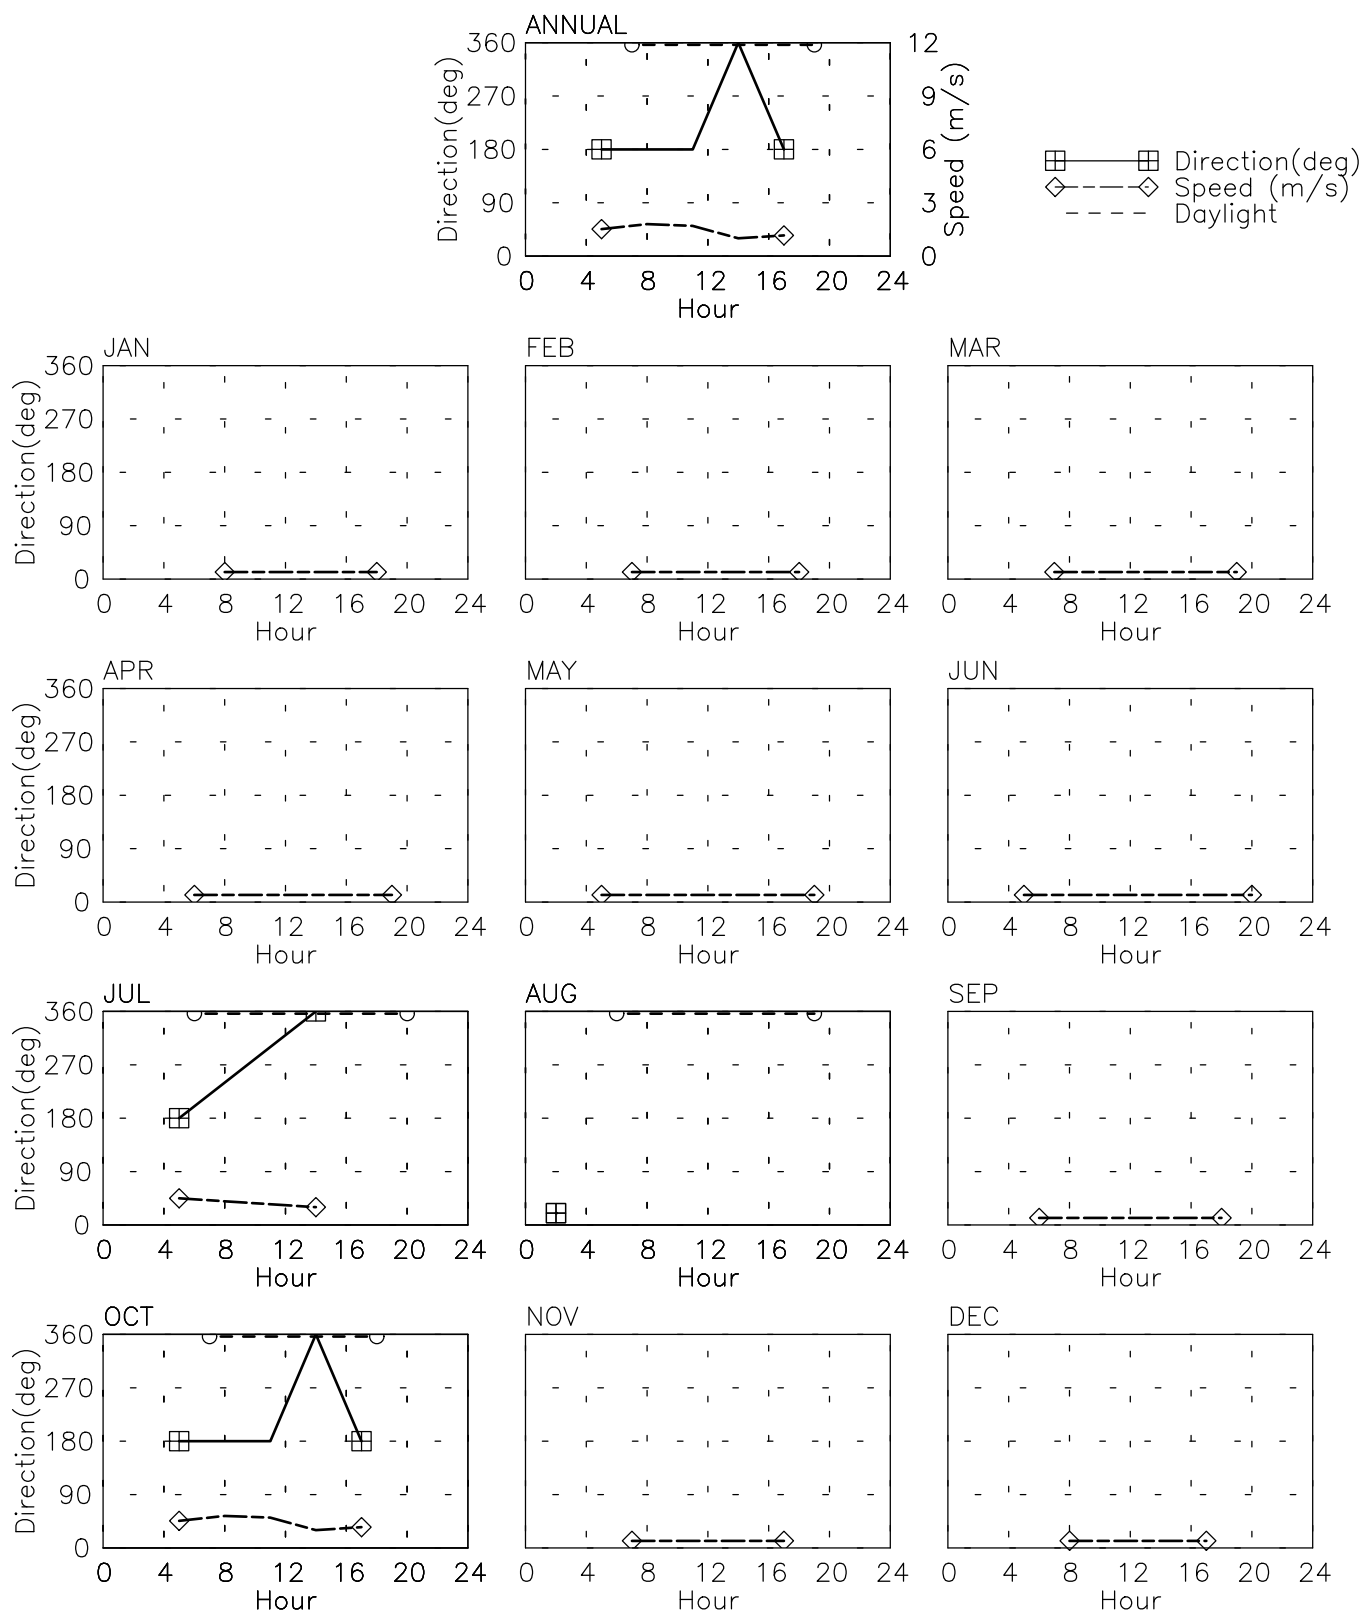 ANNUAL
360 12
270 9
180 6
90 3
0 0
Direction(deg)
Speed (m/s)
0 4 8 12 16 20 24
Hour
Direction(deg)
Speed (m/s)
Daylight
JAN FEB MAR
360
270
180
90
0
Direction(deg)
0 4 8 12 16 20 24 0 4 8 12 16 20 24 0 4 8 12 16 20 24
Hour Hour Hour
APR MAY JUN
360
270
180
90
0
Direction(deg)
0 4 8 12 16 20 24 0 4 8 12 16 20 24 0 4 8 12 16 20 24
Hour Hour Hour
JUL AUG SEP
360
270
180
90
0
Direction(deg)
0 4 8 12 16 20 24 0 4 8 12 16 20 24 0 4 8 12 16 20 24
Hour Hour Hour
OCT NOV DEC
360
270
180
90
0
Direction(deg)
0 4 8 12 16 20 24 0 4 8 12 16 20 24 0 4 8 12 16 20 24
Hour Hour Hour